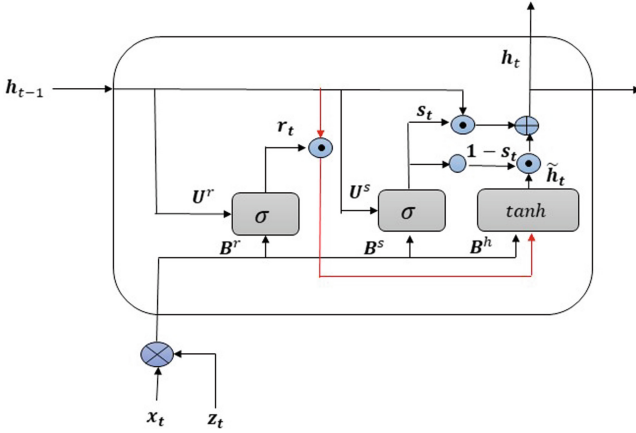 h_t
h_{t-1}
r_t
s_t
1 − s_t
h̃_t
U^r
σ
U^s
σ
tanh
B^r
B^s
B^h
x_t
z_t